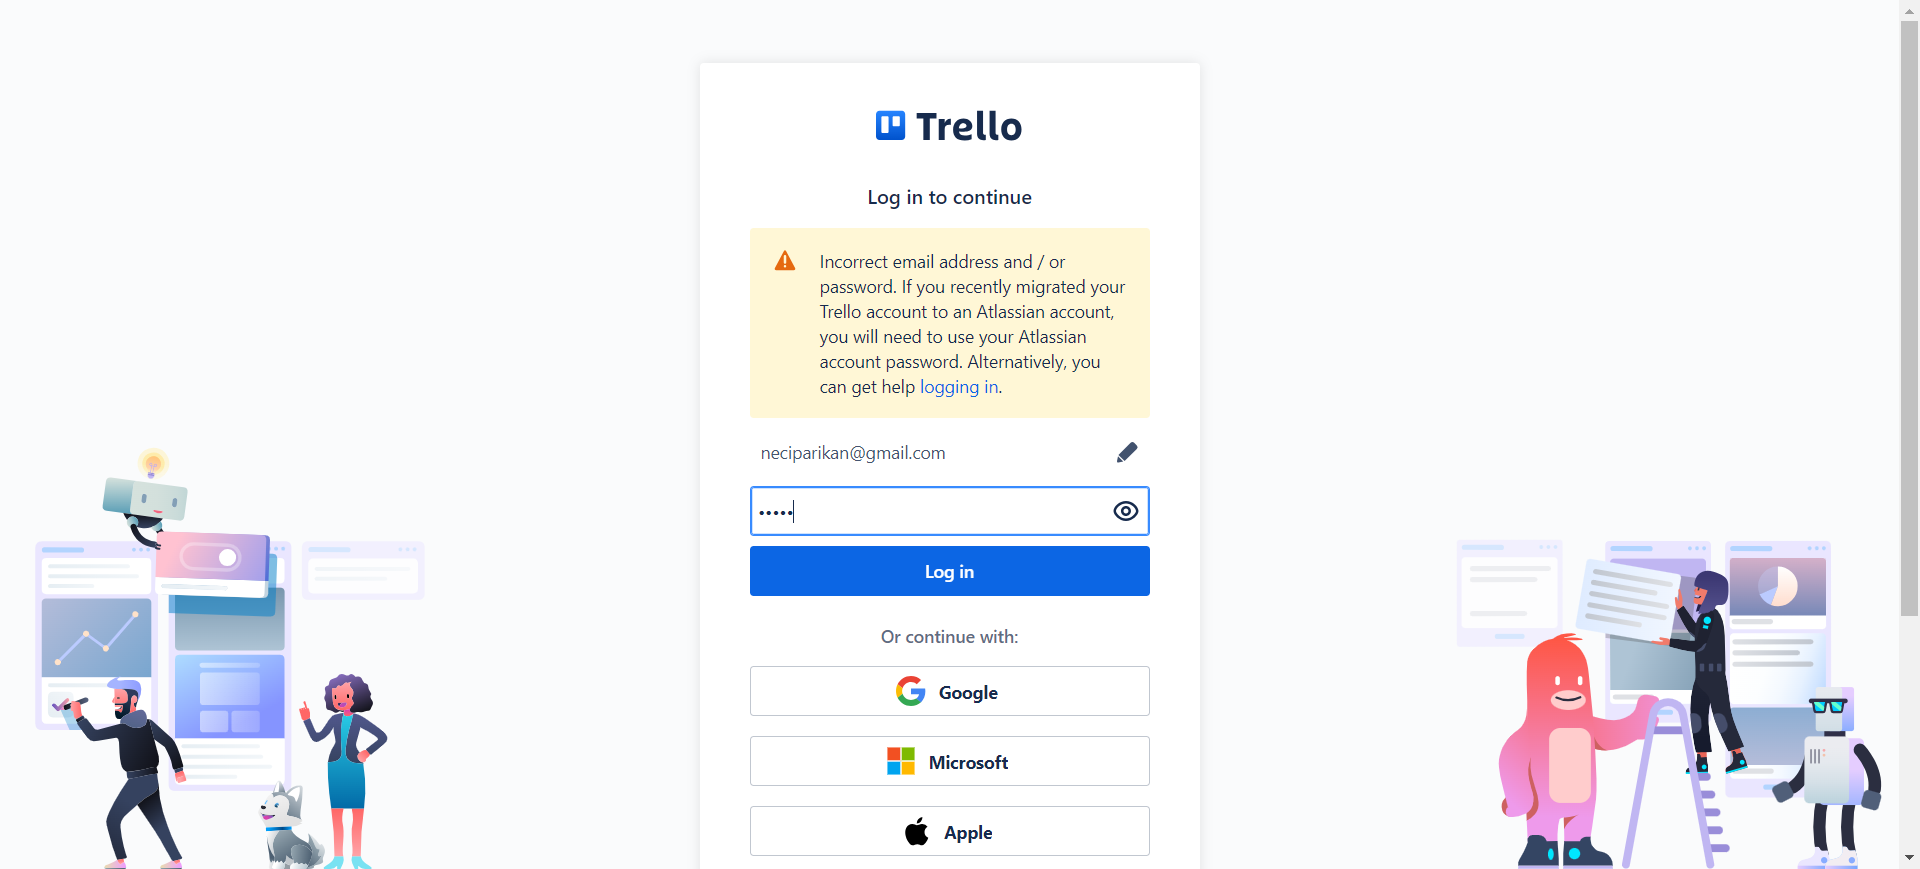 Trello
Log in to continue
Incorrect email address and / or
password. If you recently migrated your
Trello account to an Atlassian account,
you will need to use your Atlassian
account password. Alternatively, you
can get help logging in.
neciparikan@gmail.com
•••••
Log in
Or continue with:
Google
Microsoft
Apple